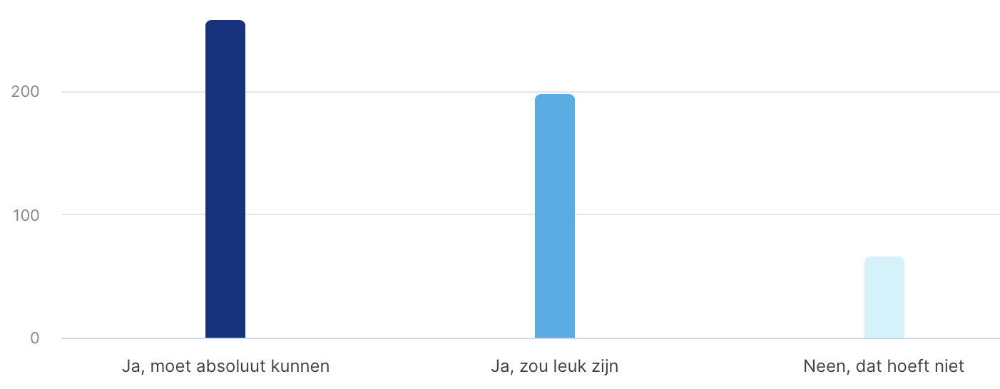 200
100
0
Ja, moet absoluut kunnen
Ja, zou leuk zijn
Neen, dat hoeft niet